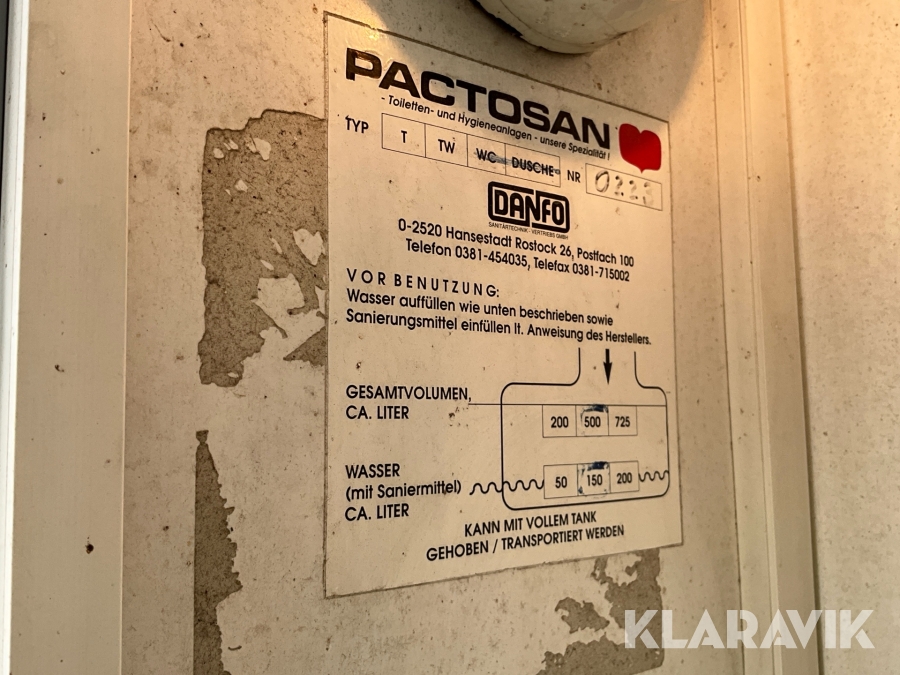 PACTOSAN
- Toiletten- und Hygieneanlagen - unsere Spezialität !
TYP T TW WC DUSCHE NR 0223
DANFO
SANITÄRTECHNIK - VERTRIEBS GMBH
0-2520 Hansestadt Rostock 26, Postfach 100
Telefon 0381-454035, Telefax 0381-715002
VOR BENUTZUNG:
Wasser auffüllen wie unten beschrieben sowie
Sanierungsmittel einfüllen lt. Anweisung des Herstellers.
GESAMTVOLUMEN,
CA. LITER
200 500 725
WASSER
(mit Saniermittel)
CA. LITER
50 150 200
KANN MIT VOLLEM TANK
GEHOBEN / TRANSPORTIERT WERDEN
KLARAVIK